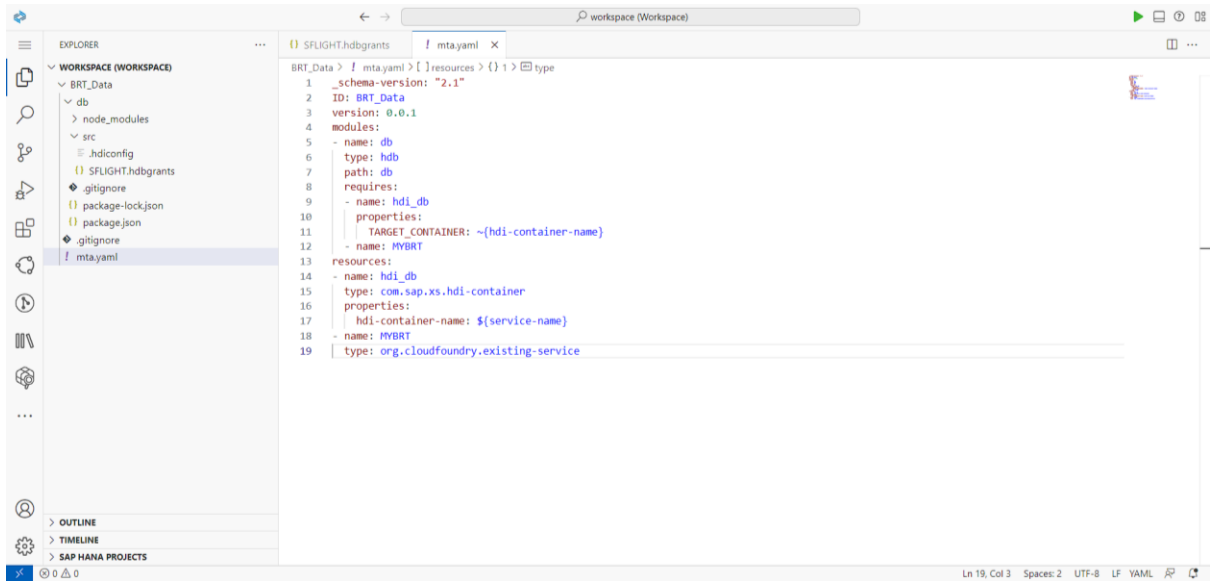 workspace (Workspace)
EXPLORER
SFLIGHT.hdbgrants
mta.yaml
WORKSPACE (WORKSPACE)
BRT_Data
db
node_modules
src
.hdiconfig
SFLIGHT.hdbgrants
.gitignore
package-lock.json
package.json
.gitignore
mta.yaml
OUTLINE
TIMELINE
SAP HANA PROJECTS
BRT_Data > ! mta.yaml > [ ] resources > {} 1 > type
1 _schema-version: "2.1"
2 ID: BRT_Data
3 version: 0.0.1
4 modules:
5 - name: db
6 type: hdb
7 path: db
8 requires:
9 - name: hdi_db
10 properties:
11 TARGET_CONTAINER: ~{hdi-container-name}
12 - name: MYBRT
13 resources:
14 - name: hdi_db
15 type: com.sap.xs.hdi-container
16 properties:
17 hdi-container-name: ${service-name}
18 - name: MYBRT
19 type: org.cloudfoundry.existing-service
0 0
Ln 19, Col 3 Spaces: 2 UTF-8 LF YAML